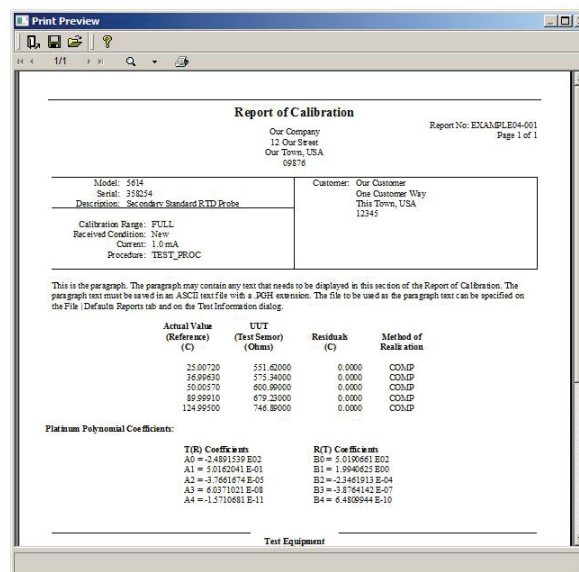 Print Preview
1/1
Report of Calibration
Our Company
12 Our Street
Our Town, USA
09876
Report No: EXAMPLE04-001
Page 1 of 1
Model: 5614
Serial: 358254
Description: Secondary Standard RTD Probe
Calibration Range: FULL
Received Condition: New
Current: 1.0 mA
Procedure: TEST_PROC
Customer: Our Customer
One Customer Way
This Town, USA
12345
This is the paragraph. The paragraph may contain any text that needs to be displayed in this section of the Report of Calibration. The
paragraph text must be saved in an ASCII text file with a .PGH extension. The file to be used as the paragraph text can be specified on
the File | Defaults Reports tab and on the Test Information dialog.
Actual Value UUT
(Reference) (Test Sensor) Residuals Method of
(C) (Ohms) (C) Realization
25.00720 551.62000 0.0000 COMP
36.99630 575.34000 0.0000 COMP
50.00570 600.99000 0.0000 COMP
89.99910 679.23000 0.0000 COMP
124.99500 746.89000 0.0000 COMP
Platinum Polynomial Coefficients:
T(R) Coefficients R(T) Coefficients
A0 = -2.4891539 E02 B0 = 5.0190661 E02
A1 = 5.0162041 E-01 B1 = 1.9940625 E00
A2 = -3.7661674 E-05 B2 = -2.3461913 E-04
A3 = 6.0371021 E-08 B3 = -3.8764142 E-07
A4 = -1.5710681 E-11 B4 = 6.4809944 E-10
Test Equipment